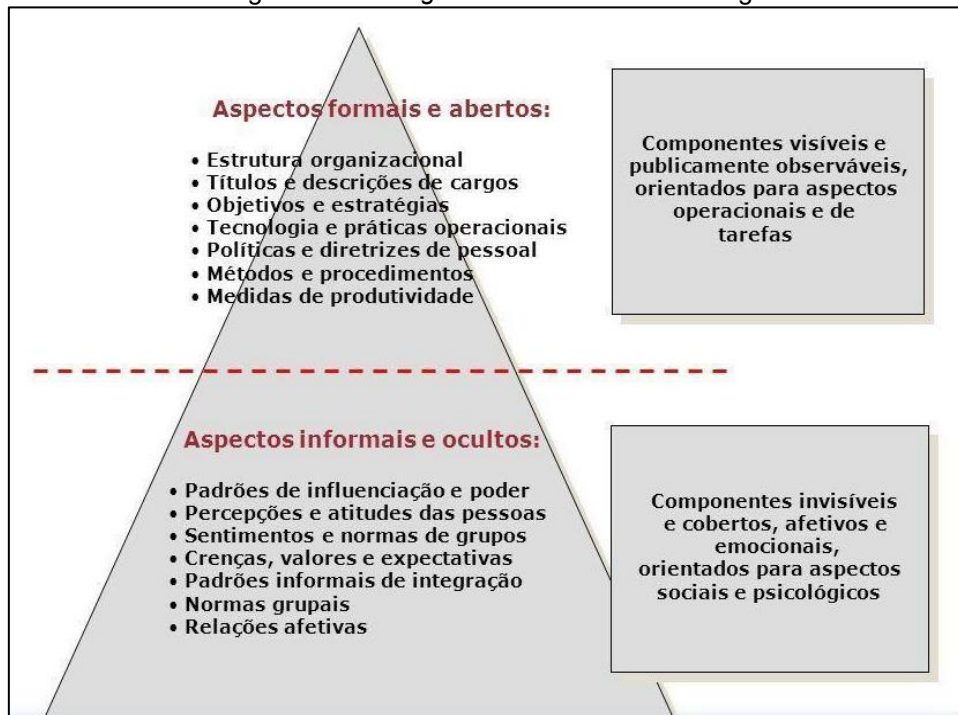 Aspectos formais e abertos:
• Estrutura organizacional
• Títulos e descrições de cargos
• Objetivos e estratégias
• Tecnologia e práticas operacionais
• Políticas e diretrizes de pessoal
• Métodos e procedimentos
• Medidas de produtividade
Componentes visíveis e
publicamente observáveis,
orientados para aspectos
operacionais e de
tarefas
Aspectos informais e ocultos:
• Padrões de influenciação e poder
• Percepções e atitudes das pessoas
• Sentimentos e normas de grupos
• Crenças, valores e expectativas
• Padrões informais de integração
• Normas grupais
• Relações afetivas
Componentes invisíveis
e cobertos, afetivos e
emocionais,
orientados para aspectos
sociais e psicológicos